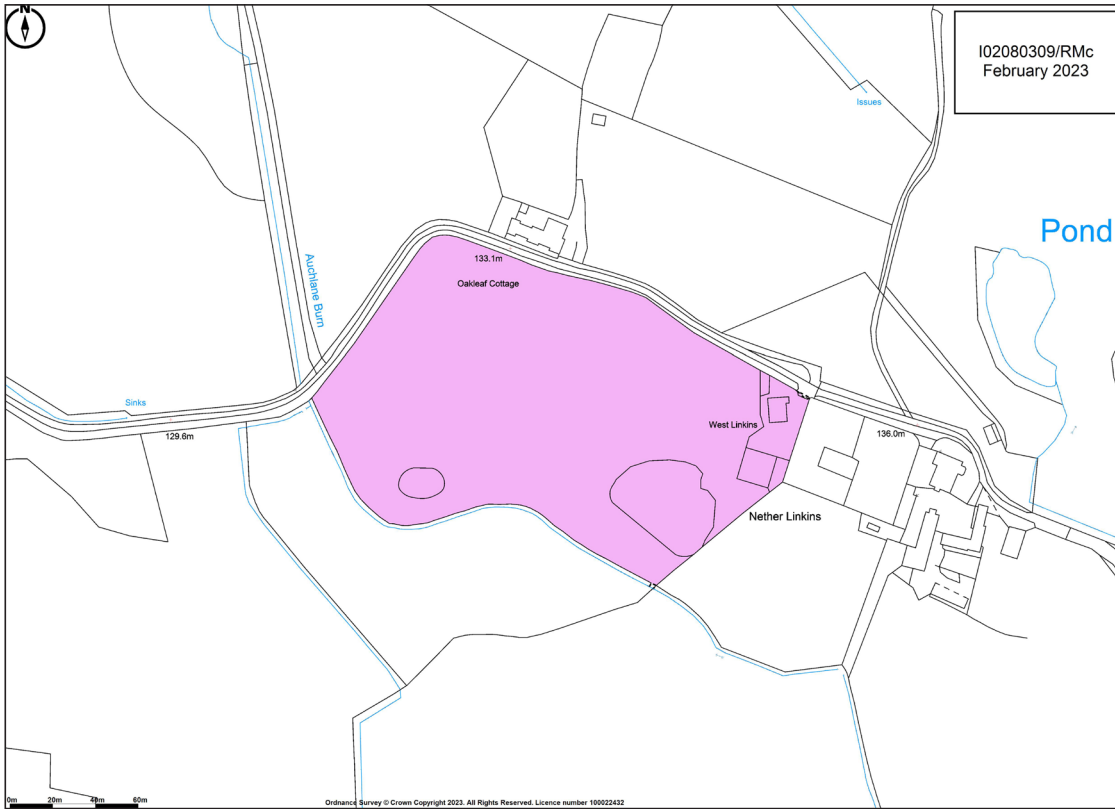 N
I02080309/RMc
February 2023
Issues
Pond
Auchlane Burn
133.1m
Oakleaf Cottage
Sinks
129.6m
West Linkins
136.0m
Nether Linkins
0m 20m 40m 60m
Ordnance Survey © Crown Copyright 2023. All Rights Reserved. Licence number 100022432